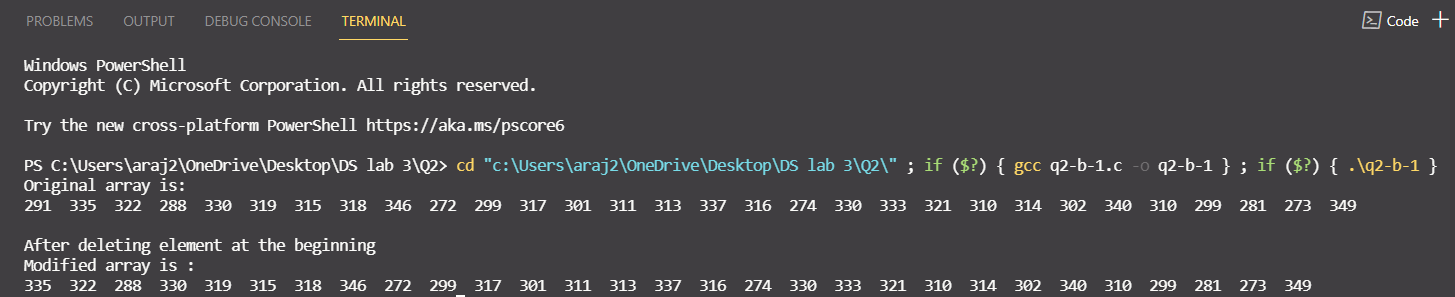 PROBLEMS OUTPUT DEBUG CONSOLE TERMINAL Code
Windows PowerShell
Copyright (C) Microsoft Corporation. All rights reserved.
Try the new cross-platform PowerShell https://aka.ms/pscore6
PS C:\Users\araj2\OneDrive\Desktop\DS lab 3\Q2> cd "c:\Users\araj2\OneDrive\Desktop\DS lab 3\Q2\" ; if ($?) { gcc q2-b-1.c -o q2-b-1 } ; if ($?) { .\q2-b-1 }
Original array is:
291 335 322 288 330 319 315 318 346 272 299 317 301 311 313 337 316 274 330 333 321 310 314 302 340 310 299 281 273 349
After deleting element at the beginning
Modified array is :
335 322 288 330 319 315 318 346 272 299 317 301 311 313 337 316 274 330 333 321 310 314 302 340 310 299 281 273 349